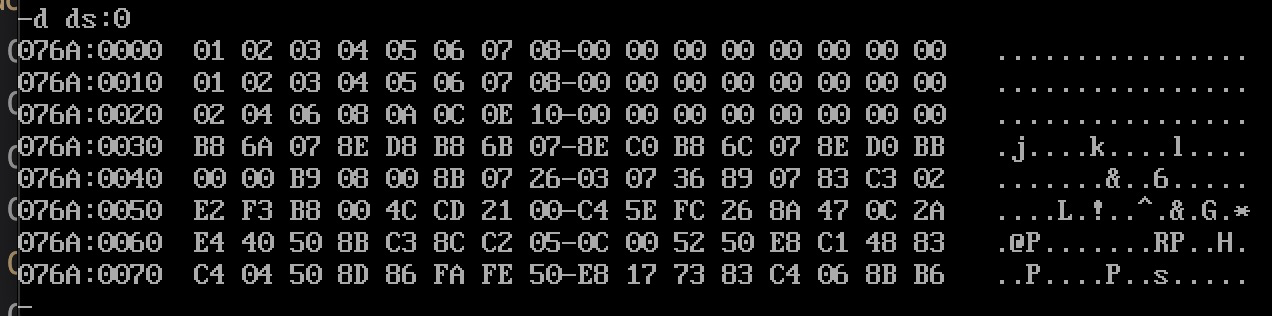 -d ds:0
076A:0000 01 02 03 04 05 06 07 08-00 00 00 00 00 00 00 00 ................
076A:0010 01 02 03 04 05 06 07 08-00 00 00 00 00 00 00 00 ................
076A:0020 02 04 06 08 0A 0C 0E 10-00 00 00 00 00 00 00 00 ................
076A:0030 B8 6A 07 8E D8 B8 6B 07-8E C0 B8 6C 07 8E D0 BB .j....k....l....
076A:0040 00 00 B9 08 00 8B 07 26-03 07 36 89 07 83 C3 02 .......&..6.....
076A:0050 E2 F3 B8 00 4C CD 21 00-C4 5E FC 26 8A 47 0C 2A ....L.!..^.&.G.*
076A:0060 E4 40 50 8B C3 8C C2 05-0C 00 52 50 E8 C1 48 83 .@P.......RP..H.
076A:0070 C4 04 50 8D 86 FA FE 50-E8 17 73 83 C4 06 8B B6 ..P....P..s.....
-